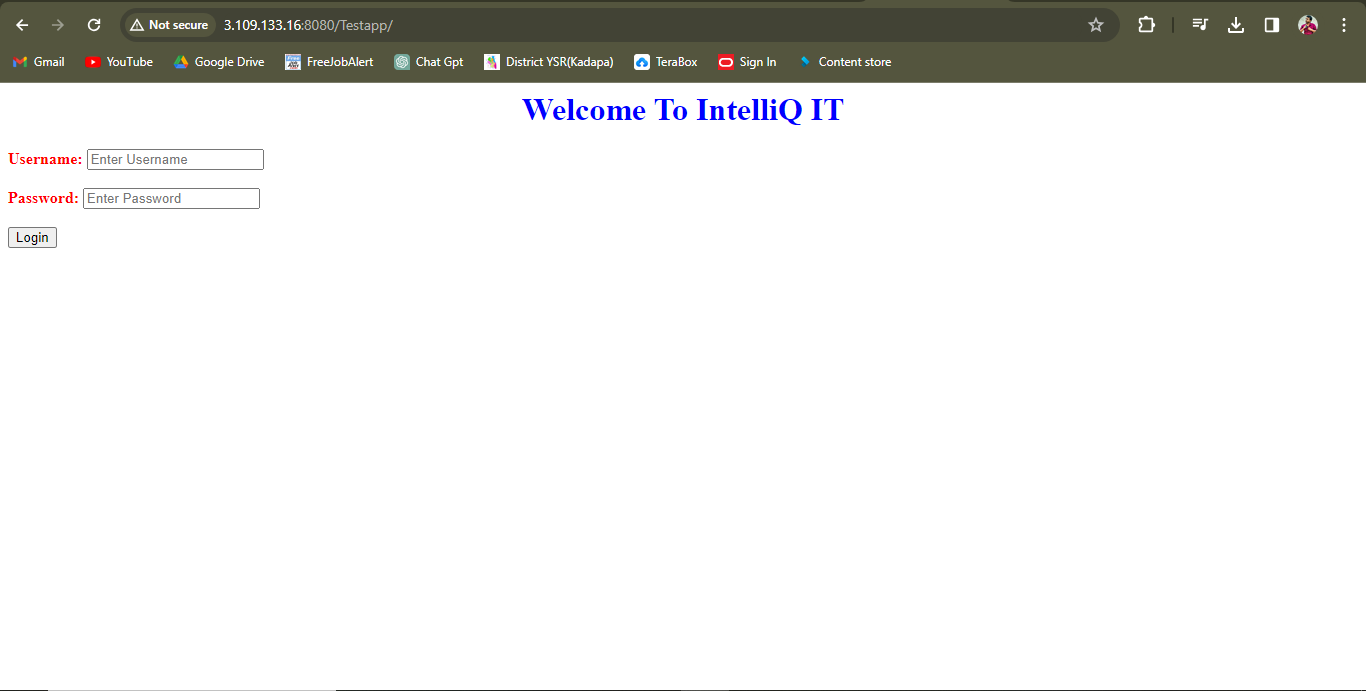 Not secure 3.109.133.16:8080/Testapp/
Gmail YouTube Google Drive FreeJobAlert Chat Gpt District YSR(Kadapa) TeraBox Sign In Content store
Welcome To IntelliQ IT
Username: Enter Username
Password: Enter Password
Login